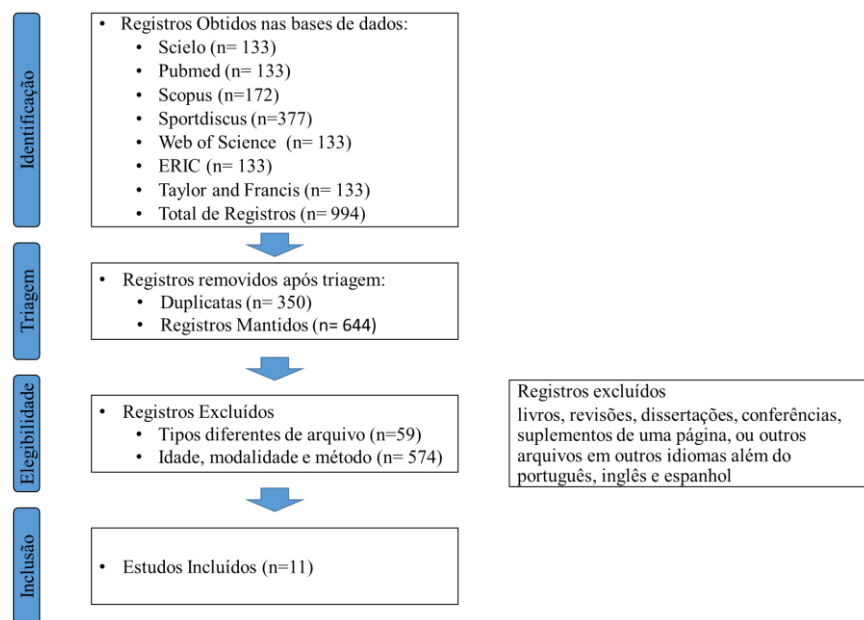 Identificação
• Registros Obtidos nas bases de dados:
• Scielo (n= 133)
• Pubmed (n= 133)
• Scopus (n=172)
• Sportdiscus (n=377)
• Web of Science (n= 133)
• ERIC (n= 133)
• Taylor and Francis (n= 133)
• Total de Registros (n= 994)
Triagem
• Registros removidos após triagem:
• Duplicatas (n= 350)
• Registros Mantidos (n= 644)
Elegibilidade
• Registros Excluídos
• Tipos diferentes de arquivo (n=59)
• Idade, modalidade e método (n= 574)
Registros excluídos
livros, revisões, dissertações, conferências,
suplementos de uma página, ou outros
arquivos em outros idiomas além do
português, inglês e espanhol
Inclusão
• Estudos Incluídos (n=11)